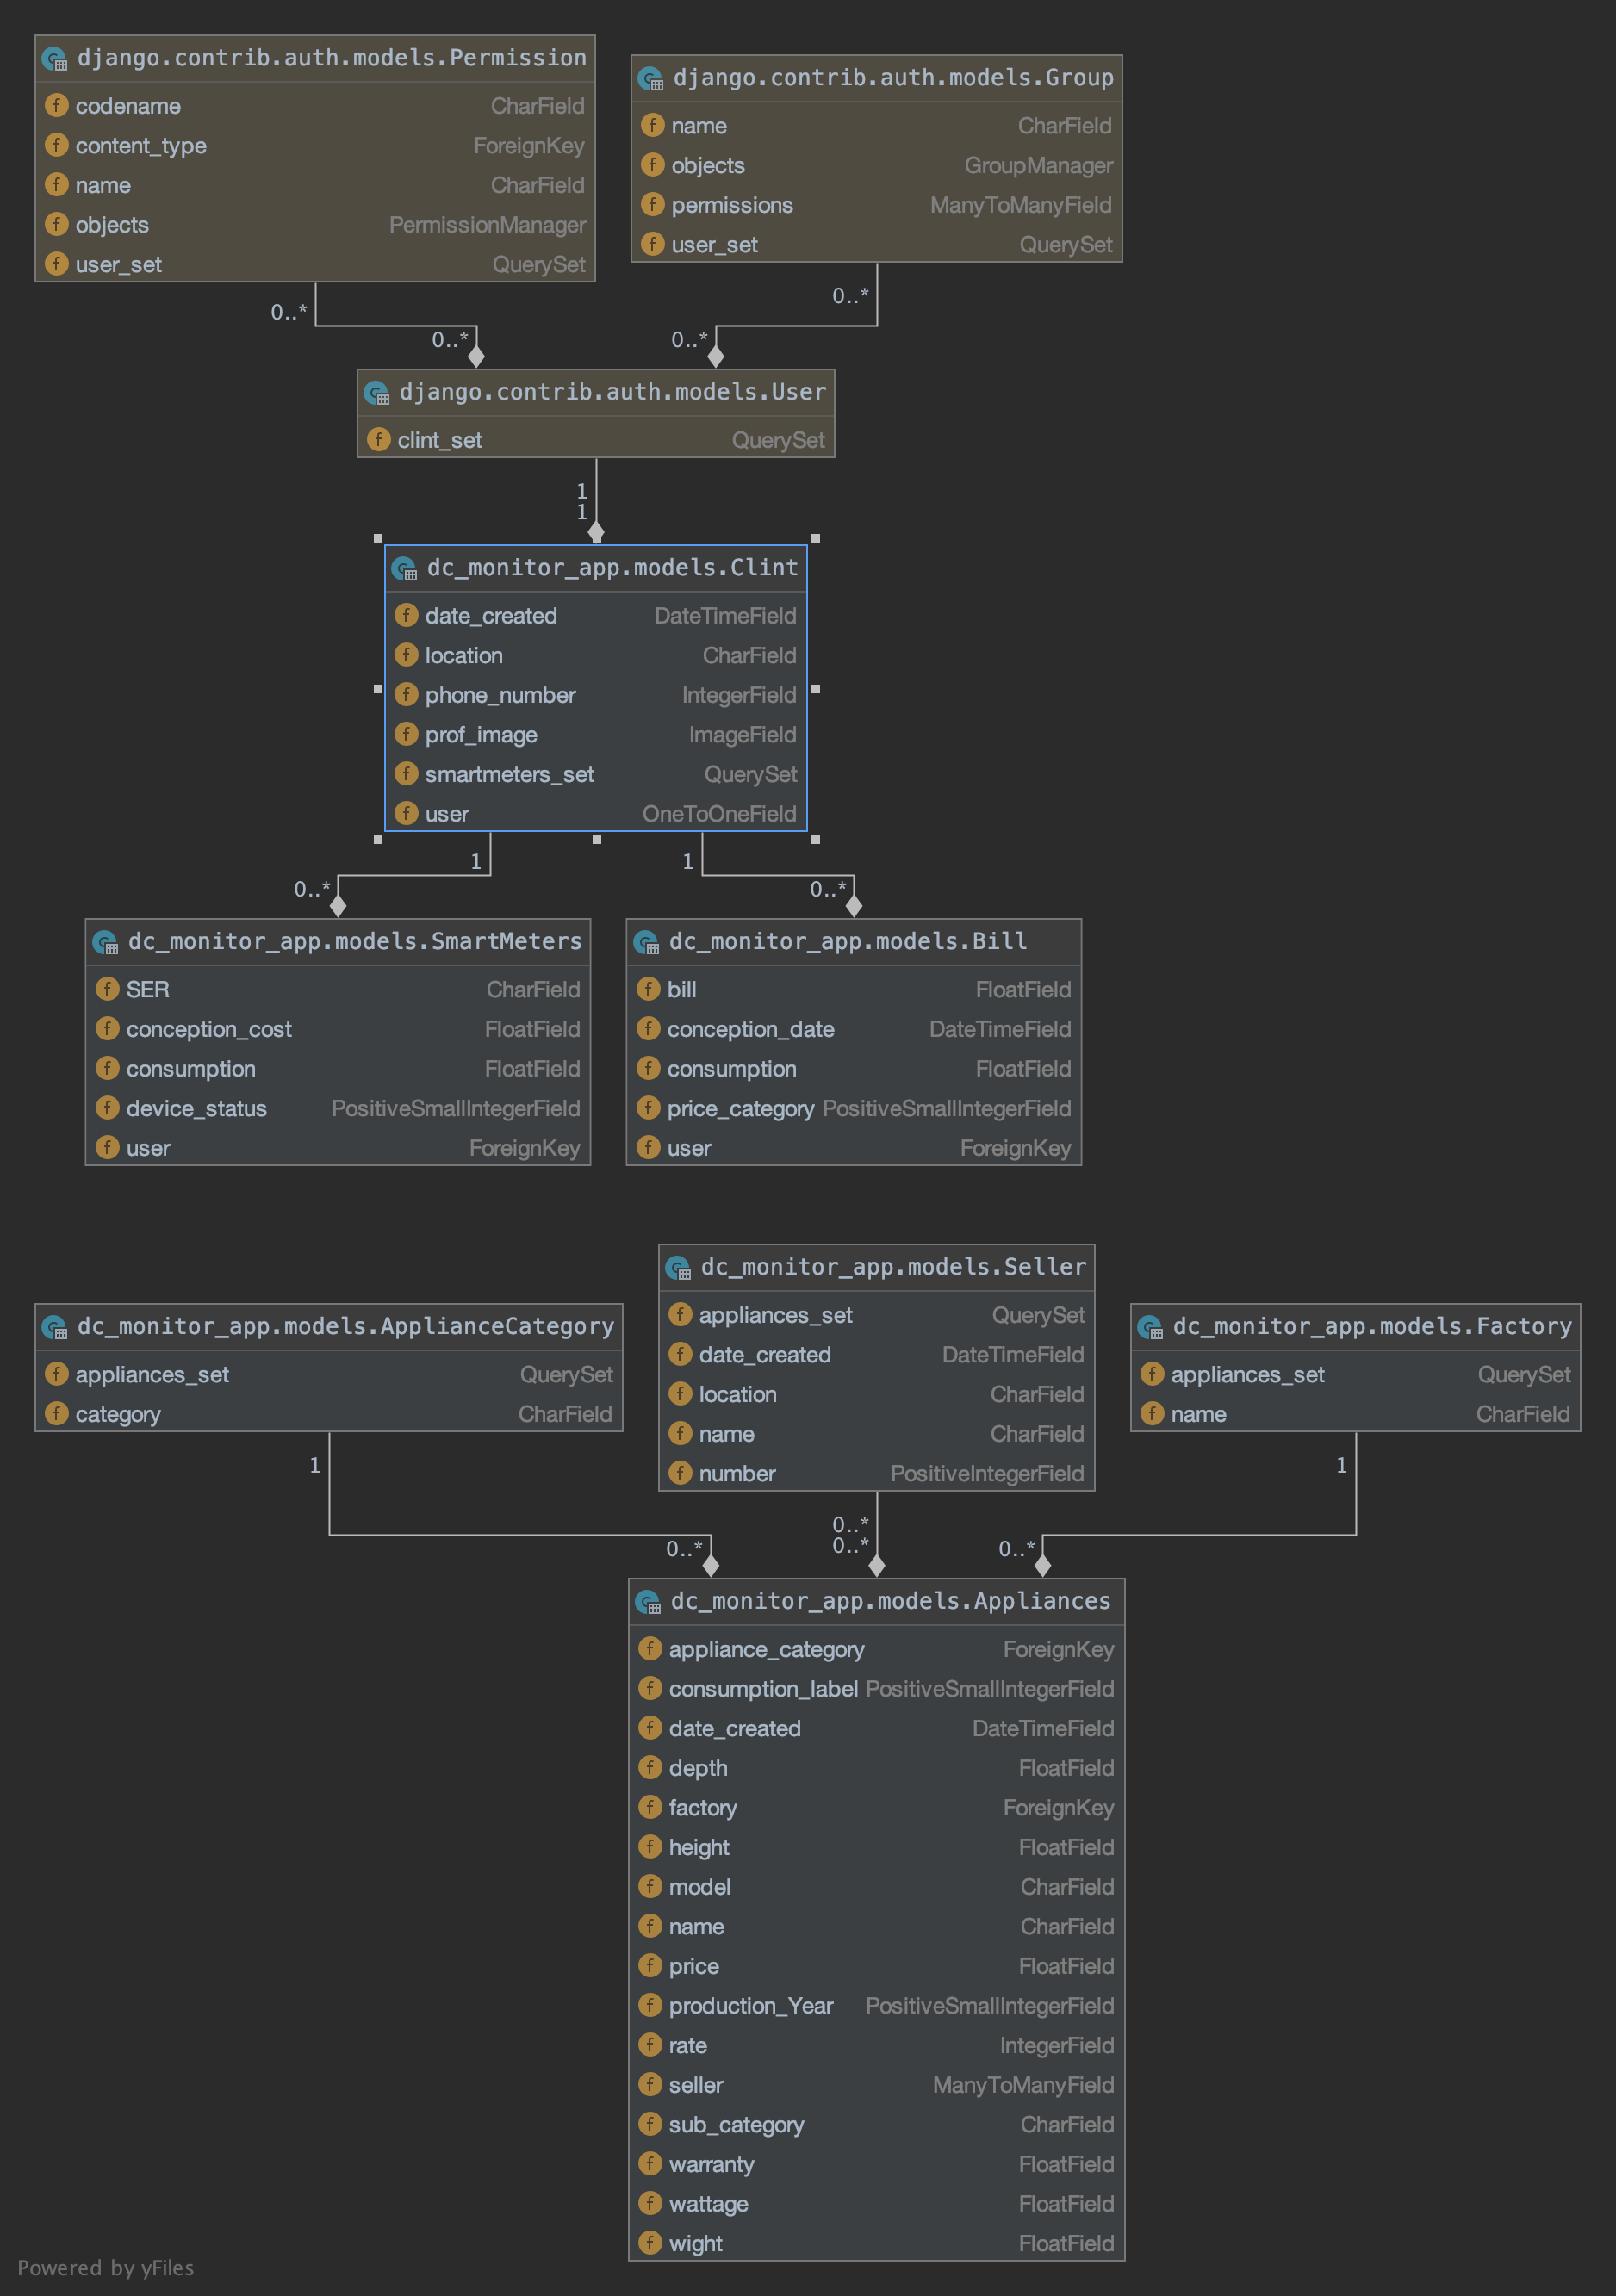 django.contrib.auth.models.Permission
codename CharField
content_type ForeignKey
name CharField
objects PermissionManager
user_set QuerySet
django.contrib.auth.models.Group
name CharField
objects GroupManager
permissions ManyToManyField
user_set QuerySet
0..*
0..*
0..*
0..*
django.contrib.auth.models.User
clint_set QuerySet
1
1
dc_monitor_app.models.Clint
date_created DateTimeField
location CharField
phone_number IntegerField
prof_image ImageField
smartmeters_set QuerySet
user OneToOneField
1
1
0..*
0..*
dc_monitor_app.models.SmartMeters
SER CharField
conception_cost FloatField
consumption FloatField
device_status PositiveSmallIntegerField
user ForeignKey
dc_monitor_app.models.Bill
bill FloatField
conception_date DateTimeField
consumption FloatField
price_category PositiveSmallIntegerField
user ForeignKey
dc_monitor_app.models.ApplianceCategory
appliances_set QuerySet
category CharField
dc_monitor_app.models.Seller
appliances_set QuerySet
date_created DateTimeField
location CharField
name CharField
number PositiveIntegerField
dc_monitor_app.models.Factory
appliances_set QuerySet
name CharField
1
1
0..*
0..*
0..*
0..*
dc_monitor_app.models.Appliances
appliance_category ForeignKey
consumption_label PositiveSmallIntegerField
date_created DateTimeField
depth FloatField
factory ForeignKey
height FloatField
model CharField
name CharField
price FloatField
production_Year PositiveSmallIntegerField
rate IntegerField
seller ManyToManyField
sub_category CharField
warranty FloatField
wattage FloatField
wight FloatField
Powered by yFiles